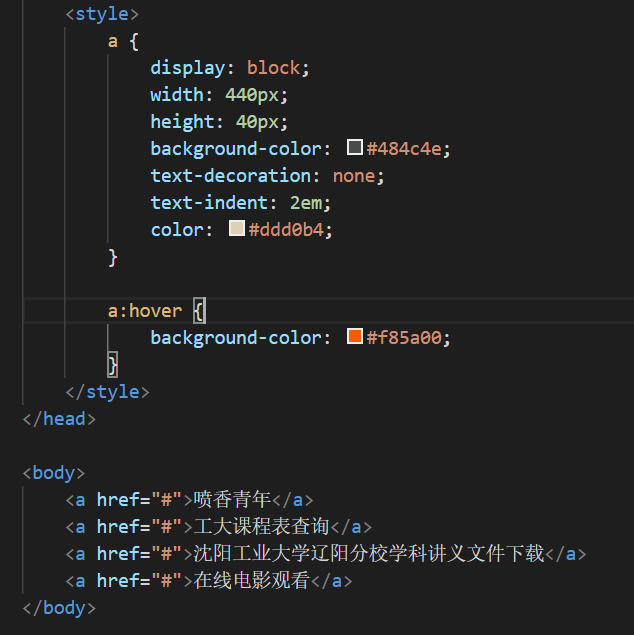 <style>
a {
display: block;
width: 440px;
height: 40px;
background-color: #484c4e;
text-decoration: none;
text-indent: 2em;
color: #ddd0b4;
}
a:hover {
background-color: #f85a00;
}
</style>
</head>
<body>
<a href="#">喷香青年</a>
<a href="#">工大课程表查询</a>
<a href="#">沈阳工业大学辽阳分校学科讲义文件下载</a>
<a href="#">在线电影观看</a>
</body>